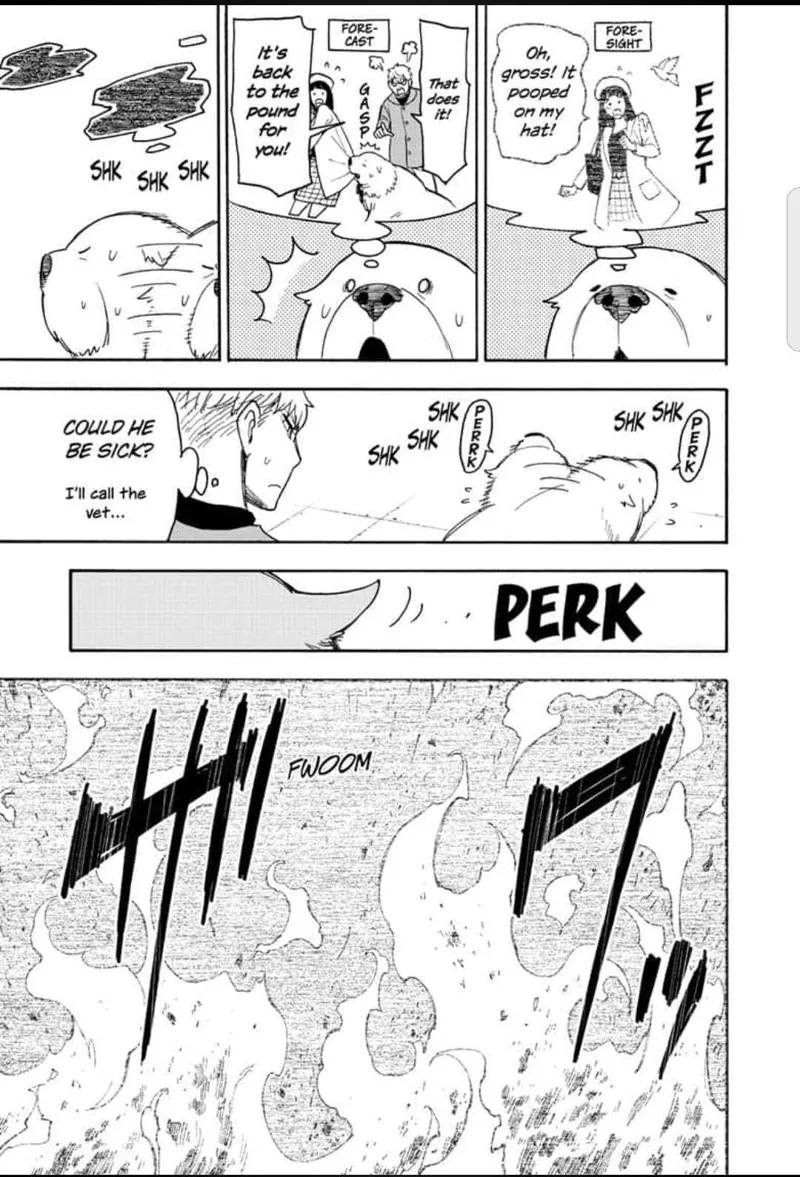 FORE-
SIGHT
Oh,
gross! It
pooped
on my
hat!
FZZT
FORE-
CAST
That
does
it!
GASP
It's
back
to the
pound
for
you!
SHK
SHK
SHK
PERK
SHK
SHK
PERRK
SHK
SHK
SHK
COULD HE
BE SICK?
I'll call the
vet...
PERK
FWOOM